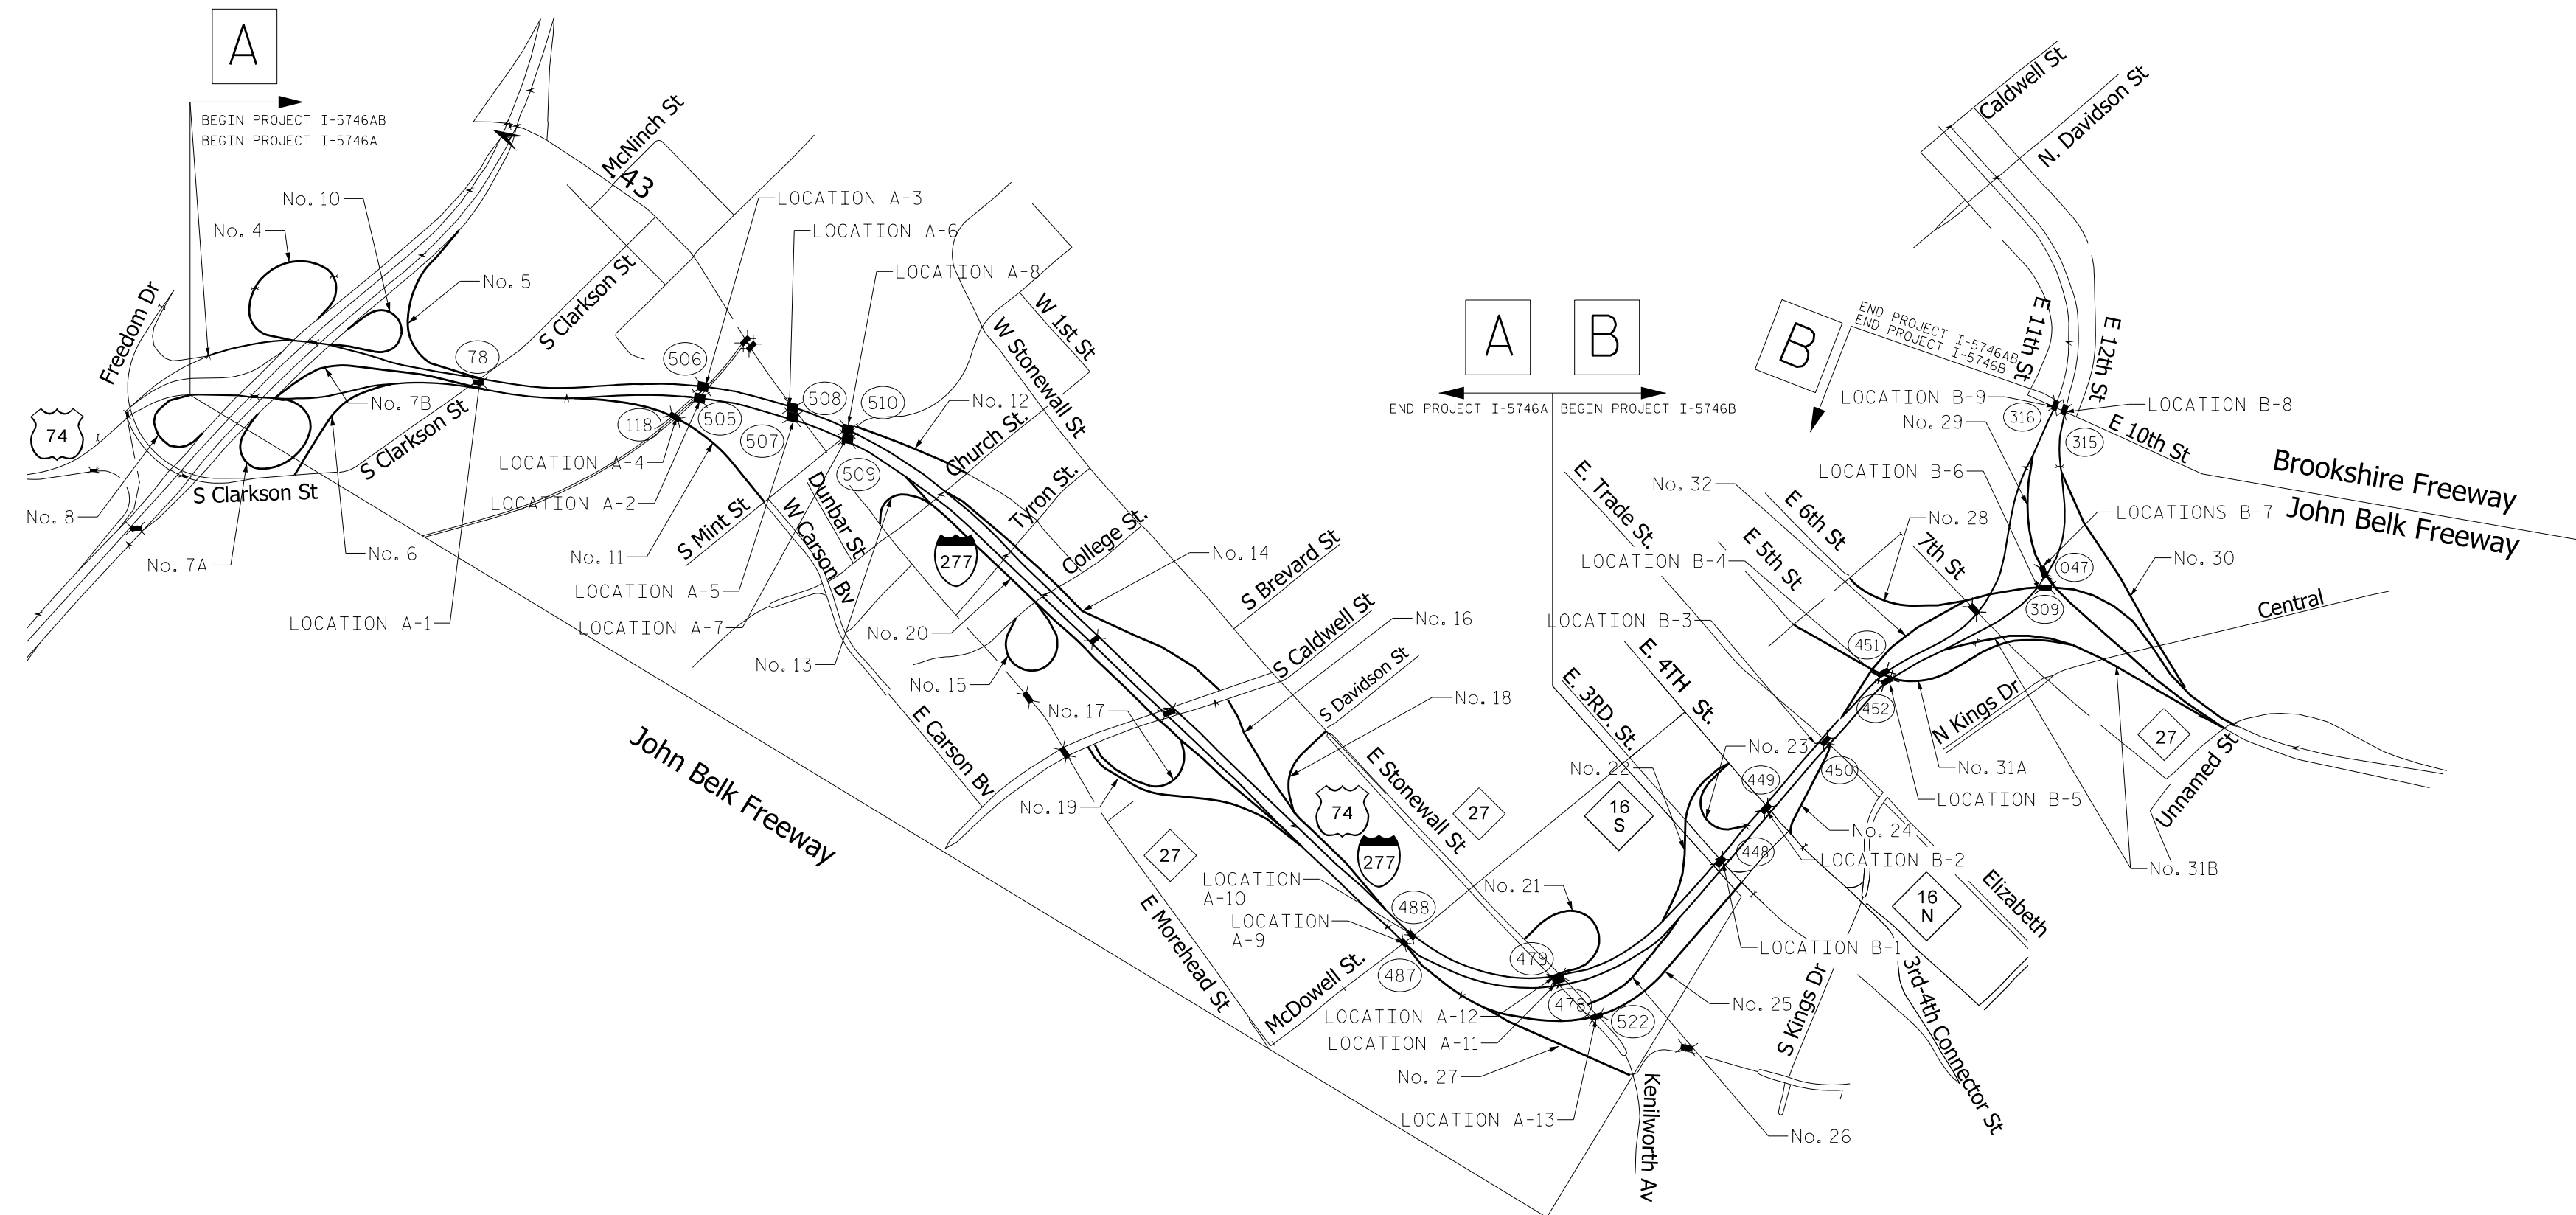 A
BEGIN PROJECT I-5746AB
BEGIN PROJECT I-5746A
McNinch St
.43
No. 10
No. 4
No. 5
LOCATION A-3
LOCATION A-6
LOCATION A-8
Freedom Dr
S Clarkson St
78
506
508
510
No. 12
W 1st St
W Stonewall St
74
No. 7B
S Clarkson St
118
505
507
509
Church St.
LOCATION A-4
LOCATION A-2
S Clarkson St
No. 8
No. 7A
No. 6
No. 11
S Mint St
Dunbar St
W Carson Bv
Tyron St.
College St.
277
No. 14
LOCATION A-5
LOCATION A-1
LOCATION A-7
No. 20
No. 13
No. 15
S Brevard St
S Caldwell St
No. 16
S Davidson St
No. 18
No. 17
E Carson Bv
No. 19
John Belk Freeway
E Stonewall St
74
277
27
27
E Morehead St
LOCATION
A-10
LOCATION
A-9
488
487
McDowell St.
No. 21
479
478
522
LOCATION A-12
LOCATION A-11
No. 27
LOCATION A-13
Kenilworth Av
No. 26
No. 25
S Kings Dr
3rd-4th Connector St
A
B
END PROJECT I-5746A
BEGIN PROJECT I-5746B
Caldwell St
N. Davidson St
B
END PROJECT I-5746AB
END PROJECT I-5746B
E 11th St
E 12th St
LOCATION B-9
316
315
LOCATION B-8
No. 29
E 10th St
LOCATION B-6
Brookshire Freeway
John Belk Freeway
E. Trade St.
No. 32
E 6th St
No. 28
LOCATIONS B-7
E 5th St
7th St
LOCATION B-4
047
No. 30
309
Central
LOCATION B-3
451
E. 4TH St.
E. 3RD. St.
452
N Kings Dr
27
Unnamed St
No. 23
No. 22
449
450
No. 31A
LOCATION B-5
16
S
No. 24
448
LOCATION B-2
No. 31B
16
N
Elizabeth
LOCATION B-1